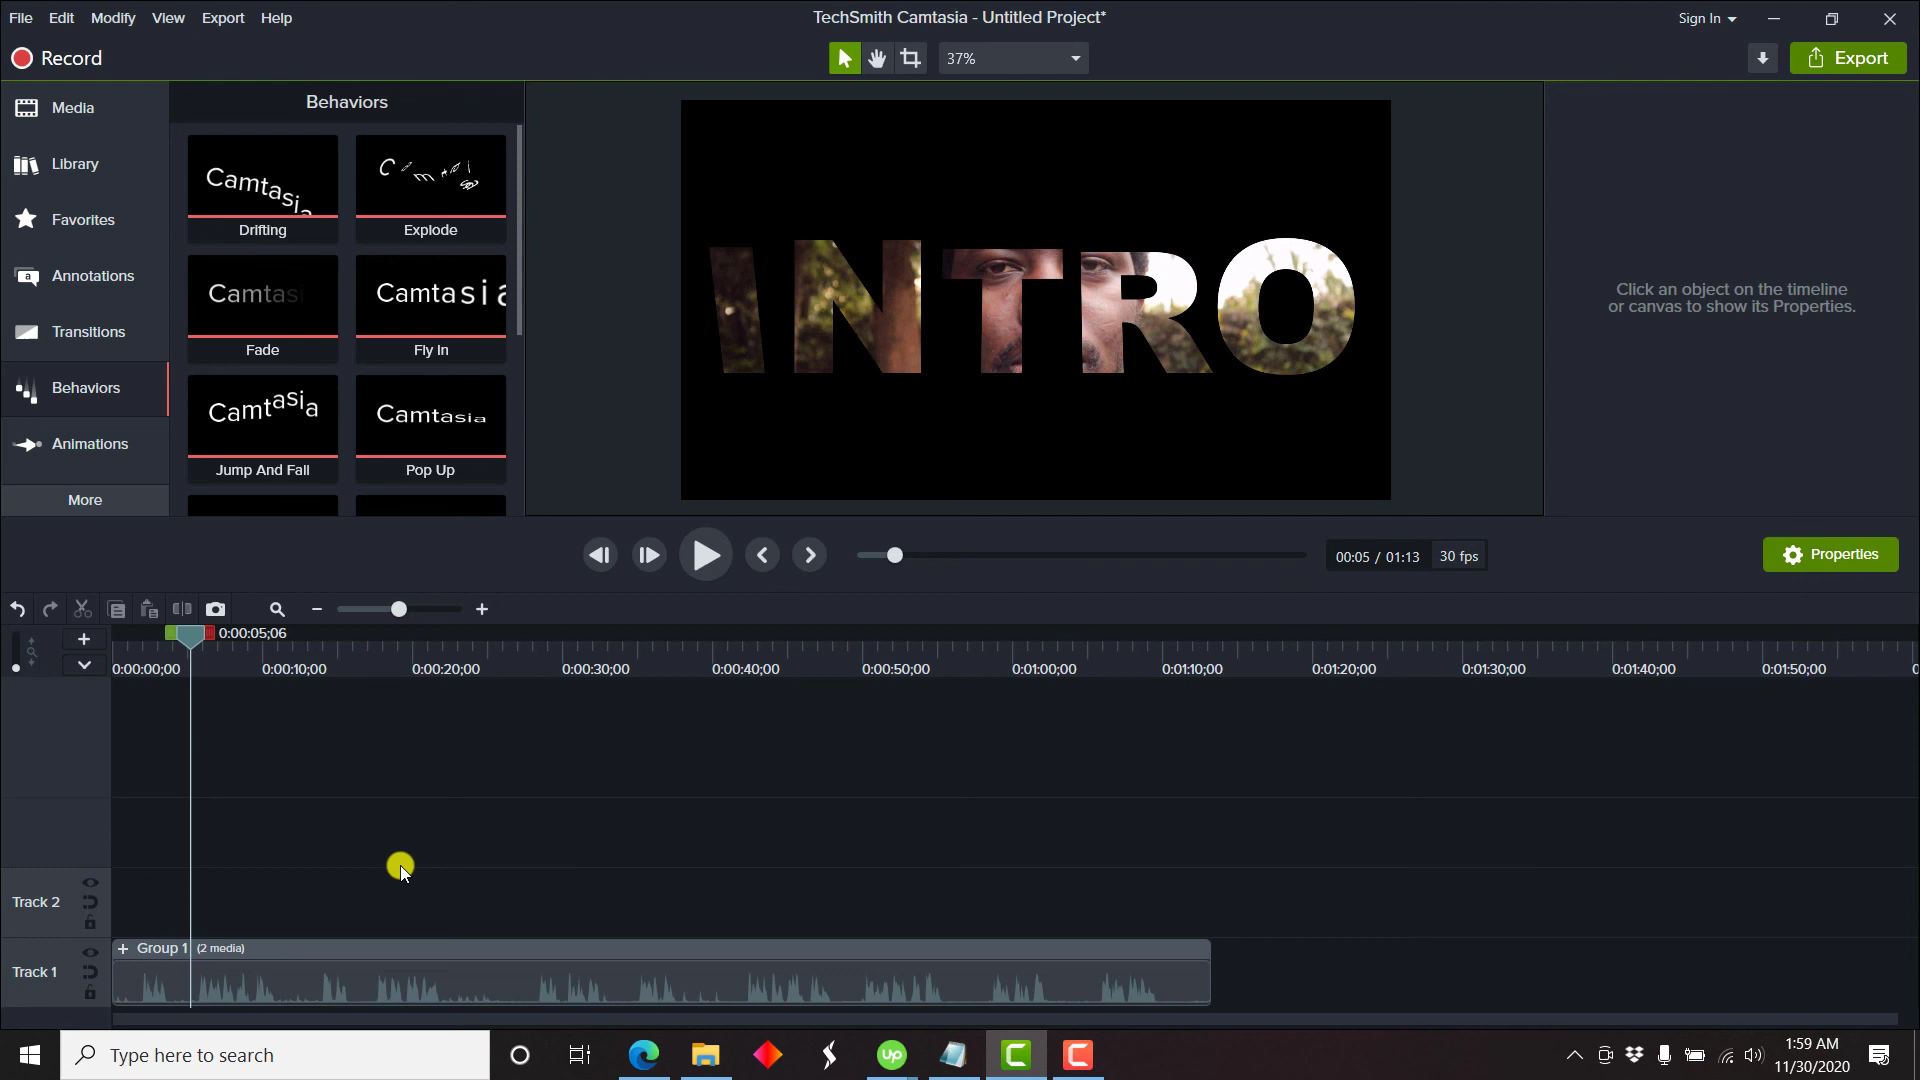 File Edit Modify View Export Help
TechSmith Camtasia - Untitled Project*
Sign In
Record
37%
Export
Media
Library
Favorites
Annotations
Transitions
Behaviors
Animations
More
Behaviors
Camtasia
Camtasia
Drifting
Explode
Camtasi
Camtasia
Fade
Fly In
Camtasia
Camtasia
Jump And Fall
Pop Up
INTRO
Click an object on the timeline
or canvas to show its Properties.
00:05 / 01:13
30 fps
Properties
0:00:05;06
0:00:00;00 0:00:10;00 0:00:20;00 0:00:30;00 0:00:40;00 0:00:50;00 0:01:00;00 0:01:10;00 0:01:20;00 0:01:30;00 0:01:40;00 0:01:50;00 0
Track 2
Group 1 (2 media)
Track 1
Type here to search
up
1:59 AM
11/30/2020